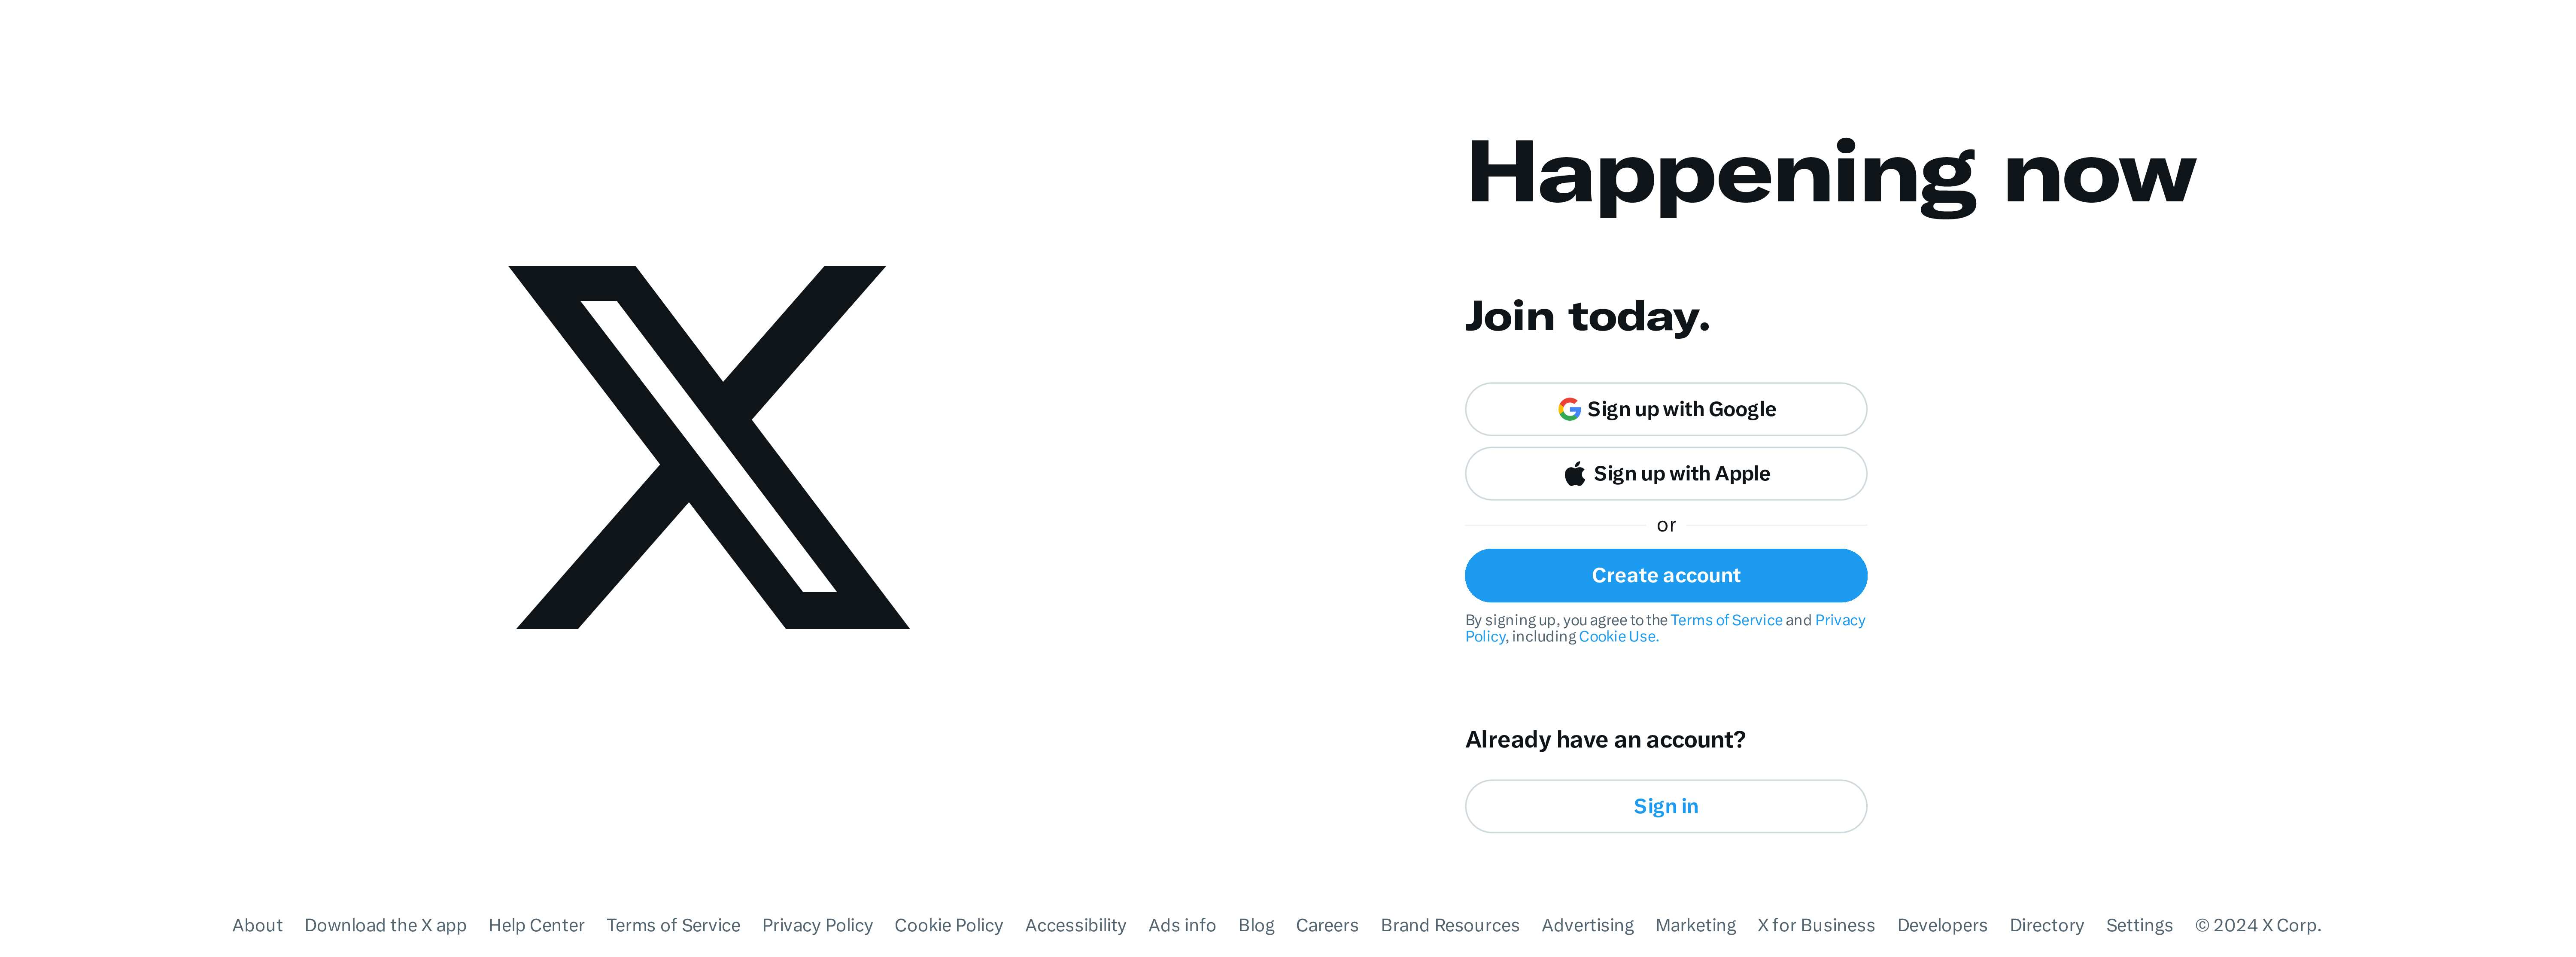 Happening now
Join today.
Sign up with Google
Sign up with Apple
or
Create account
By signing up, you agree to the Terms of Service and Privacy
Policy, including Cookie Use.
Already have an account?
Sign in
About Download the X app Help Center Terms of Service Privacy Policy Cookie Policy Accessibility Ads info Blog Careers Brand Resources Advertising Marketing X for Business Developers Directory Settings © 2024 X Corp.